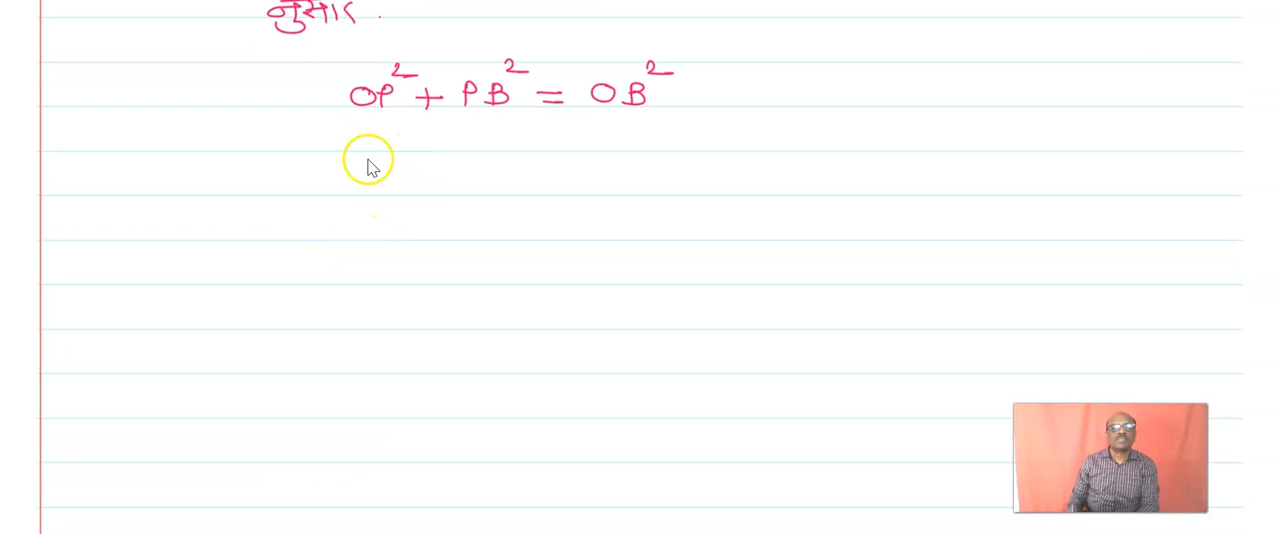 नुसार.
OP² + PB² = OB²